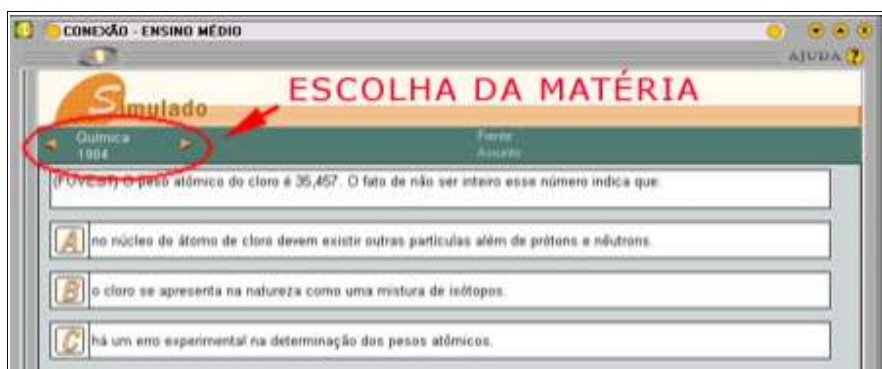 CONEXÃO - ENSINO MÉDIO
AJUDA ?
Simulado
ESCOLHA DA MATÉRIA
Química
1984
Frente
Assunto
(FUVEST) O peso atômico do cloro é 35,457. O fato de não ser inteiro esse número indica que:
A no núcleo do átomo de cloro devem existir outras partículas além de prótons e nêutrons.
B o cloro se apresenta na natureza como uma mistura de isótopos.
C há um erro experimental na determinação dos pesos atômicos.